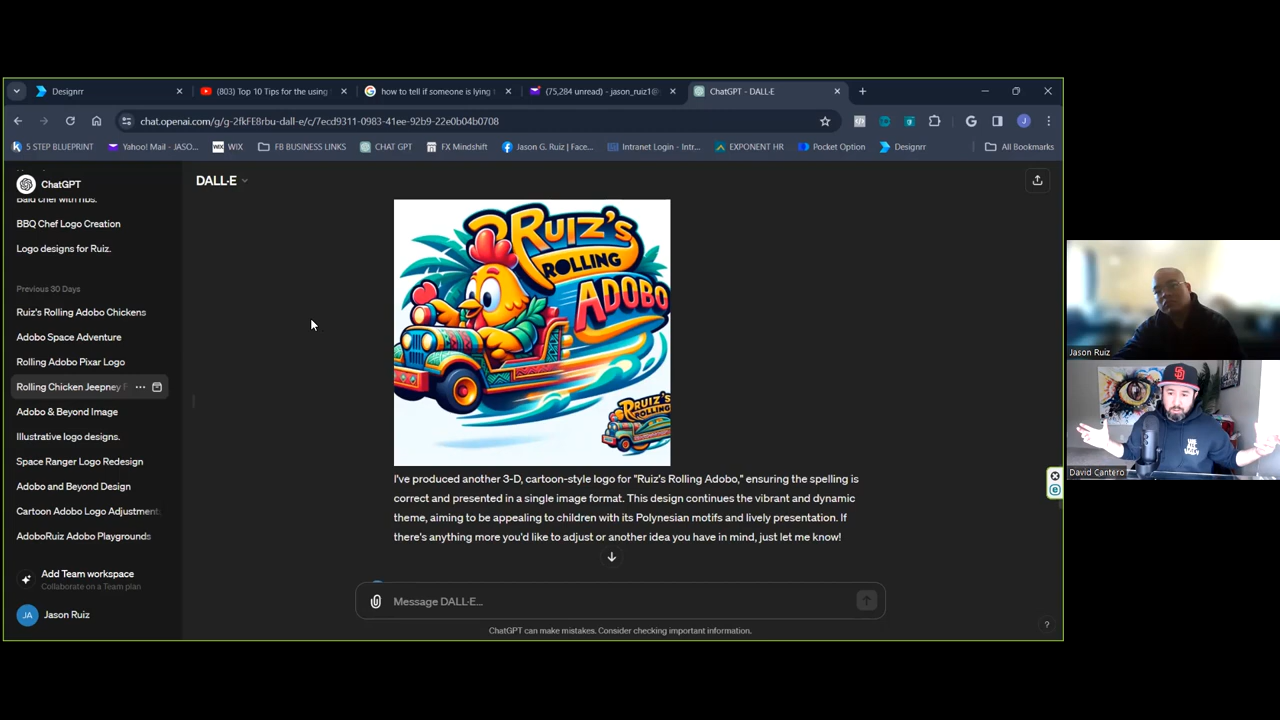 Designrr
(803) Top 10 Tips for the using
how to tell if someone is lying
(75,284 unread) - jason_ruiz1@
ChatGPT - DALL·E
chat.openai.com/g/g-2fkFE8rbu-dall-e/c/7ecd9311-0983-41ee-92b9-22e0b04b0708
5 STEP BLUEPRINT
Yahoo! Mail - JASO...
WIX
WIX
FB BUSINESS LINKS
CHAT GPT
FX Mindshift
Jason G. Ruiz | Face...
Intranet Login - Intr...
EXPONENT HR
Pocket Option
Designrr
All Bookmarks
ChatGPT
DALL·E
Bald chef with ribs.
BBQ Chef Logo Creation
Logo designs for Ruiz.
Previous 30 Days
Ruiz's Rolling Adobo Chickens
Adobo Space Adventure
Rolling Adobo Pixar Logo
Rolling Chicken Jeepney
Adobo & Beyond Image
Illustrative logo designs.
Space Ranger Logo Redesign
Adobo and Beyond Design
Cartoon Adobo Logo Adjustment
AdoboRuiz Adobo Playgrounds
Add Team workspace
Collaborate on a Team plan
JA
Jason Ruiz
RUIZ'S
ROLLING
ADOBO
RRUIZ'S
ROLLING
I've produced another 3-D, cartoon-style logo for "Ruiz's Rolling Adobo," ensuring the spelling is
correct and presented in a single image format. This design continues the vibrant and dynamic
theme, aiming to be appealing to children with its Polynesian motifs and lively presentation. If
there's anything more you'd like to adjust or another idea you have in mind, just let me know!
Message DALL·E...
ChatGPT can make mistakes. Consider checking important information.
?
Jason Ruiz
David Cantero